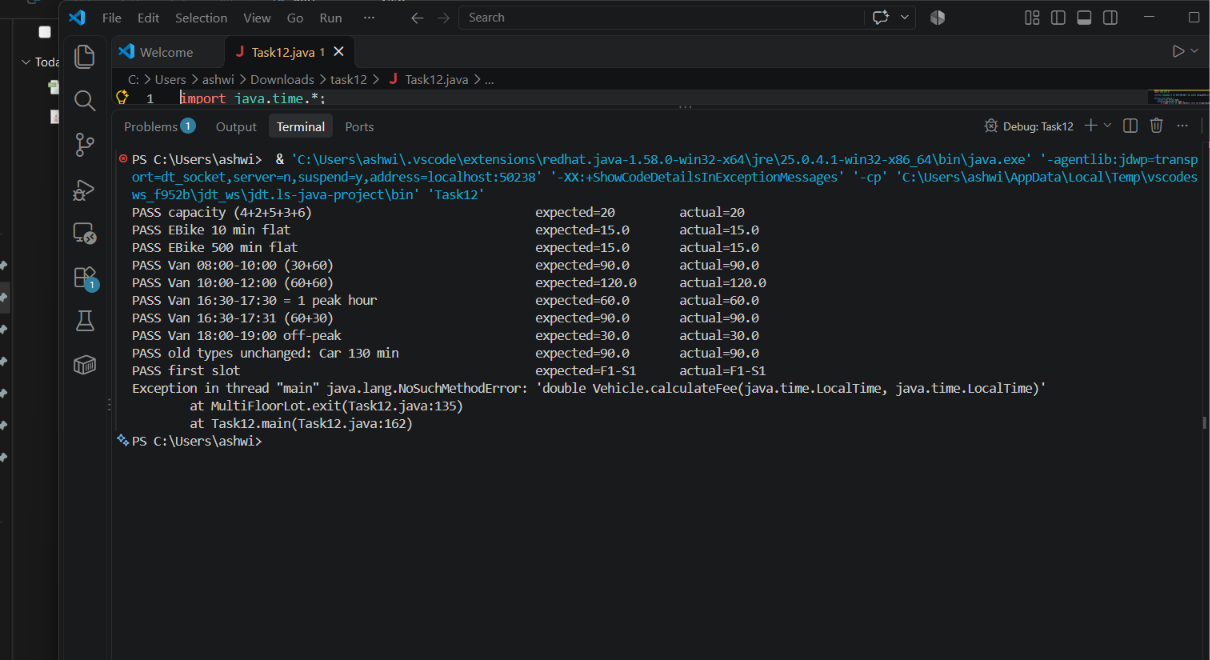 File Edit Selection View Go Run ··· Search
Toda
Welcome Task12.java 1
C: > Users > ashwi > Downloads > task12 > Task12.java > ...
1 import java.time.*;
Problems 1 Output Terminal Ports Debug: Task12
PS C:\Users\ashwi> & 'C:\Users\ashwi\.vscode\extensions\redhat.java-1.58.0-win32-x64\jre\25.0.4.1-win32-x86_64\bin\java.exe' '-agentlib:jdwp=transp
ort=dt_socket,server=n,suspend=y,address=localhost:50238' '-XX:+ShowCodeDetailsInExceptionMessages' '-cp' 'C:\Users\ashwi\AppData\Local\Temp\vscodes
ws_f952b\jdt_ws\jdt.ls-java-project\bin' 'Task12'
PASS capacity (4+2+5+3+6) expected=20 actual=20
PASS EBike 10 min flat expected=15.0 actual=15.0
PASS EBike 500 min flat expected=15.0 actual=15.0
PASS Van 08:00-10:00 (30+60) expected=90.0 actual=90.0
PASS Van 10:00-12:00 (60+60) expected=120.0 actual=120.0
PASS Van 16:30-17:30 = 1 peak hour expected=60.0 actual=60.0
PASS Van 16:30-17:31 (60+30) expected=90.0 actual=90.0
PASS Van 18:00-19:00 off-peak expected=30.0 actual=30.0
PASS old types unchanged: Car 130 min expected=90.0 actual=90.0
PASS first slot expected=F1-S1 actual=F1-S1
Exception in thread "main" java.lang.NoSuchMethodError: 'double Vehicle.calculateFee(java.time.LocalTime, java.time.LocalTime)'
at MultiFloorLot.exit(Task12.java:135)
at Task12.main(Task12.java:162)
PS C:\Users\ashwi>
1